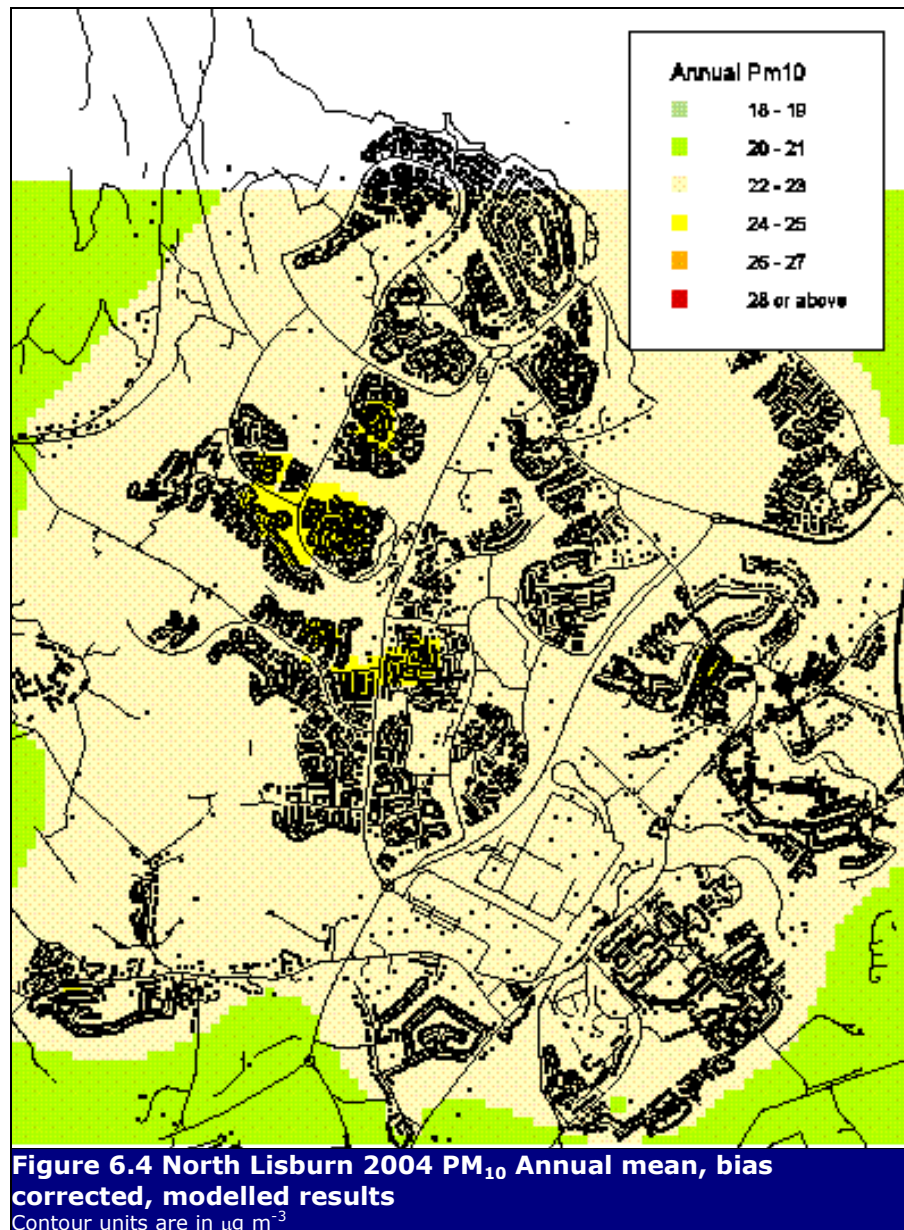 Annual Pm10
18 - 19
20 - 21
22 - 23
24 - 25
26 - 27
28 or above
Figure 6.4 North Lisburn 2004 PM10 Annual mean, bias
corrected, modelled results
Contour units are in μg m-3